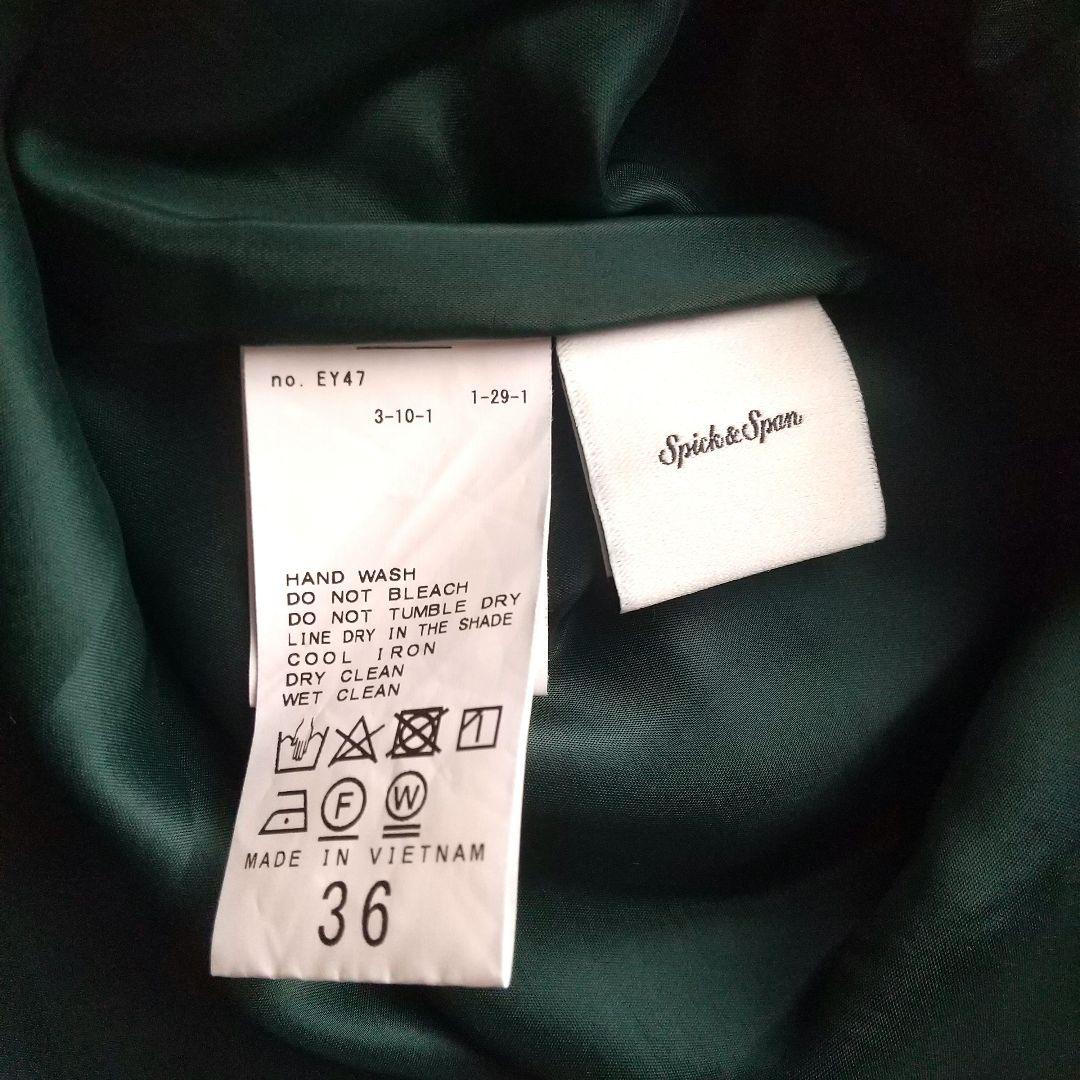 no. EY47
1-29-1
3-10-1
Spick&Span
HAND WASH
DO NOT BLEACH
DO NOT TUMBLE DRY
LINE DRY IN THE SHADE
COOL IRON
DRY CLEAN
WET CLEAN
F W
MADE IN VIETNAM
36